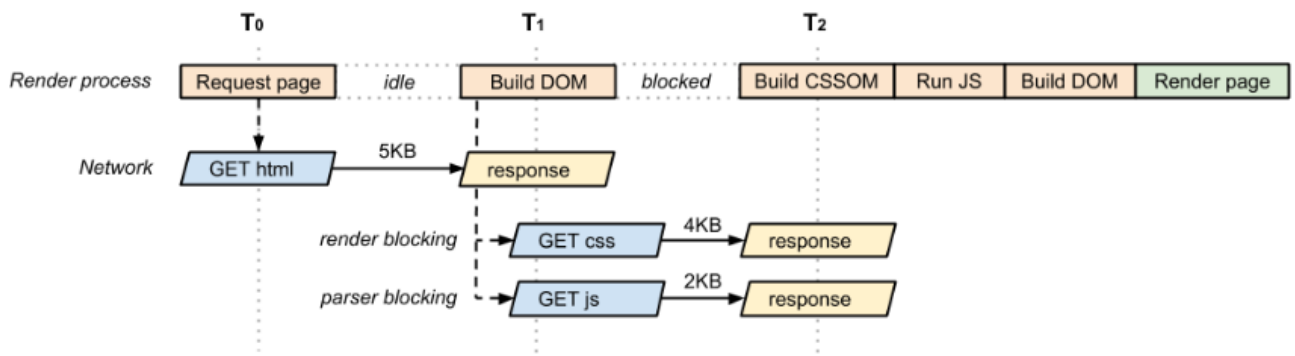 T0 T1 T2
Render process Request page idle Build DOM blocked Build CSSOM Run JS Build DOM Render page
5KB
Network GET html response
4KB
render blocking GET css response
2KB
parser blocking GET js response